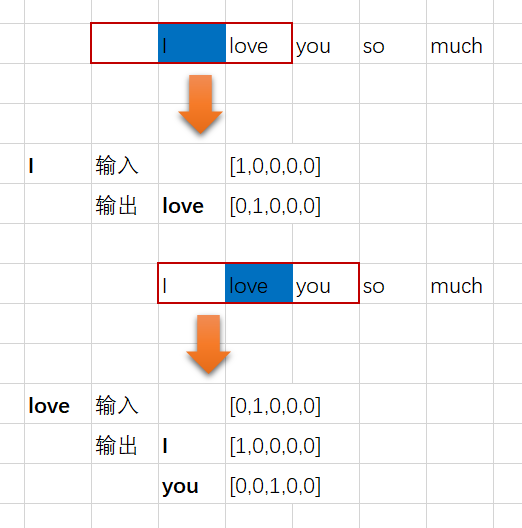 I love you so much
I 输入 [1,0,0,0,0]
输出 love [0,1,0,0,0]
I love you so much
love 输入 [0,1,0,0,0]
输出 I [1,0,0,0,0]
you [0,0,1,0,0]